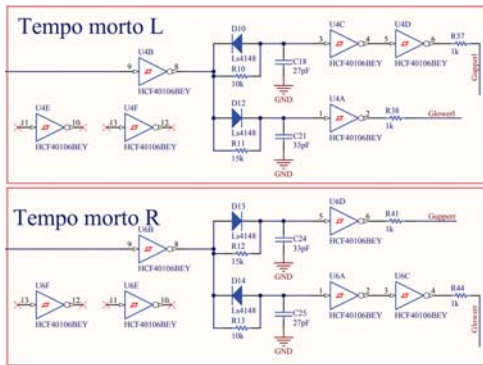 Tempo morto L
U4B
9 8
HCF40106BEY
D10
Ls4148
R10
10k
C18
27pF
GND
U4C
3 4
HCF40106BEY
U4D
5 6
HCF40106BEY
R37
1k
Gupperl
U4E
11 10
HCF40106BEY
U4F
13 12
HCF40106BEY
D12
Ls4148
R11
15k
C21
33pF
GND
U4A
1 2
HCF40106BEY
R38
1k
Glowerl
Tempo morto R
U6B
9 8
HCF40106BEY
D13
Ls4148
R12
15k
C24
33pF
GND
U6D
5 6
HCF40106BEY
R41
1k
Gupperr
U6F
13 12
HCF40106BEY
U6E
11 10
HCF40106BEY
D14
Ls4148
R13
10k
C25
27pF
GND
U6A
1 2
HCF40106BEY
U6C
3 4
HCF40106BEY
R44
1k
Glowerr